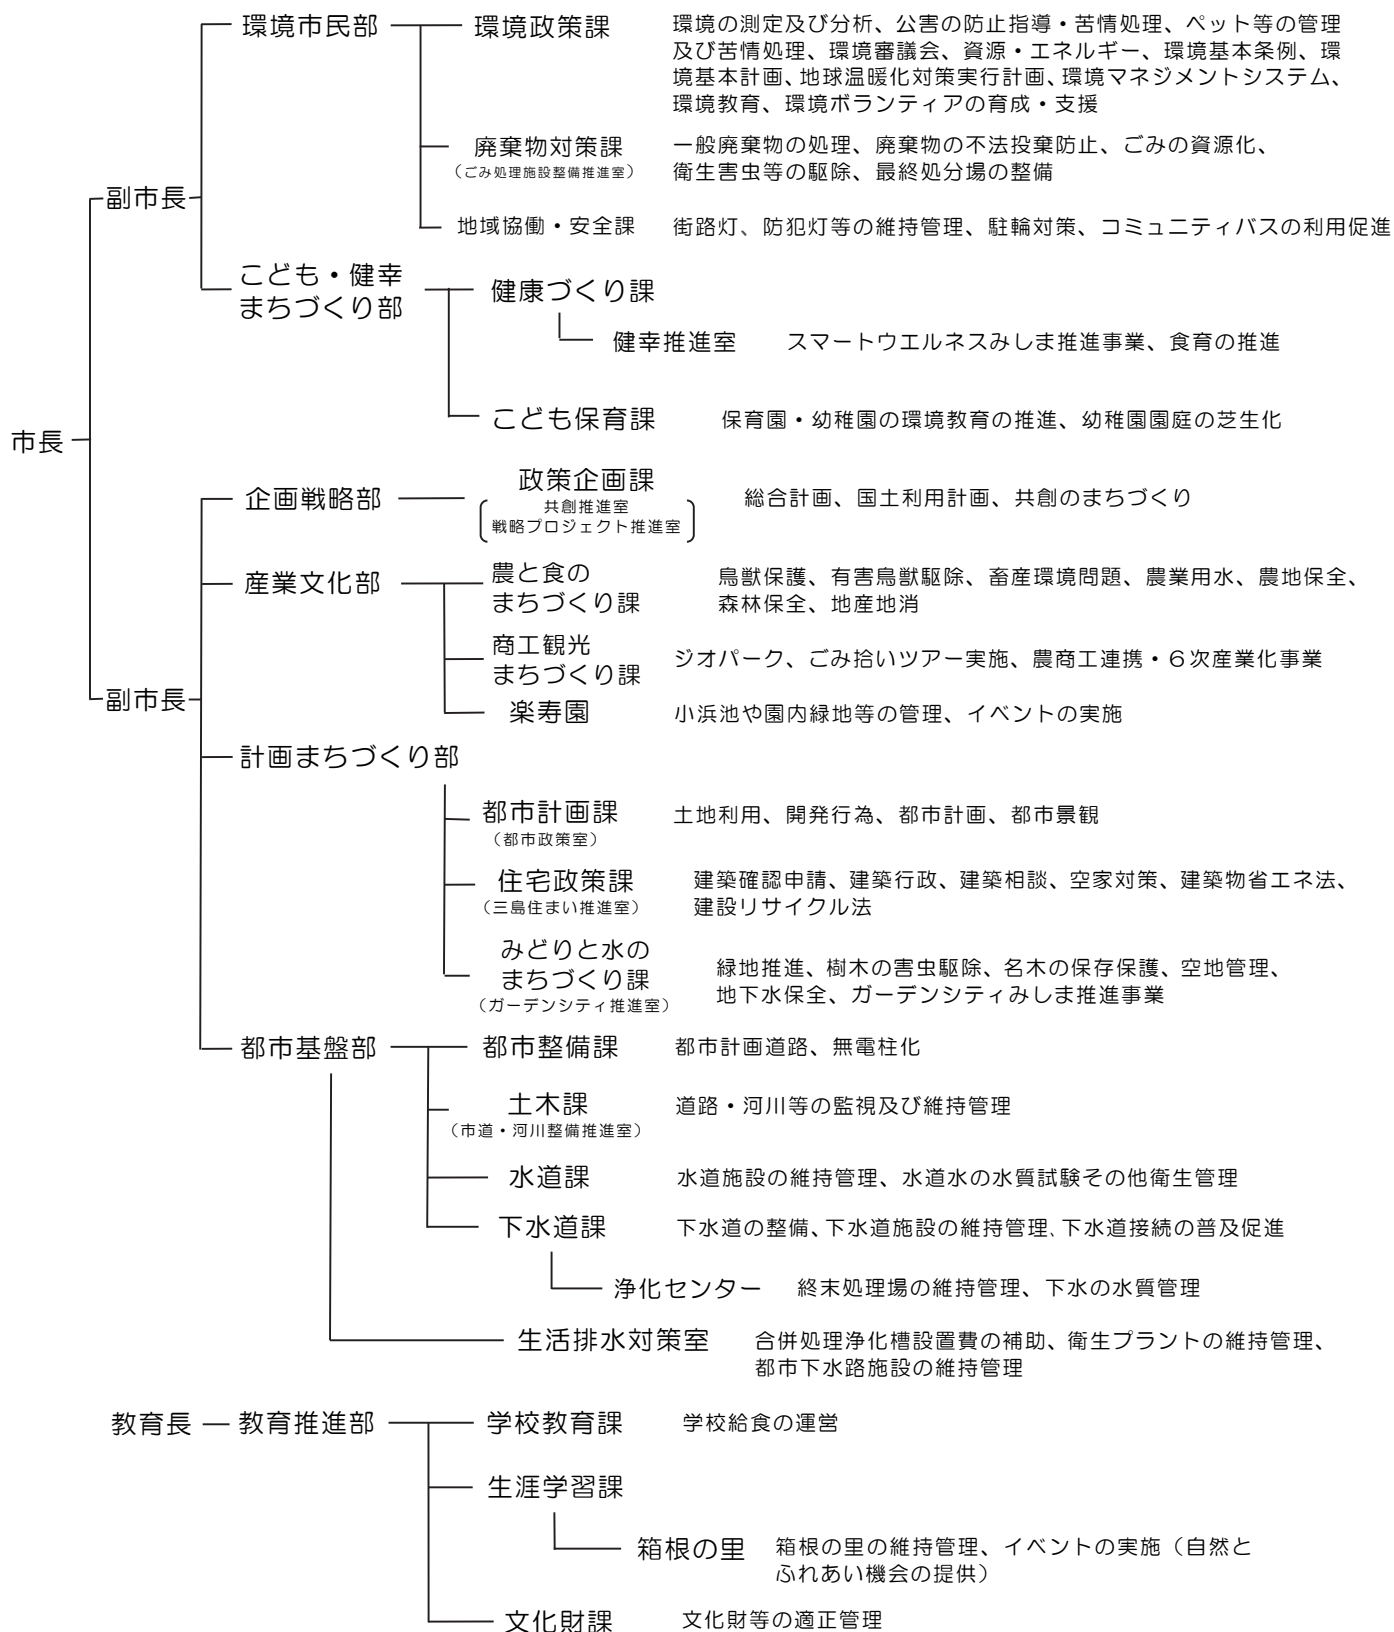 環境市民部
環境政策課
環境の測定及び分析、公害の防止指導・苦情処理、ペット等の管理
及び苦情処理、環境審議会、資源・エネルギー、環境基本条例、環
境基本計画、地球温暖化対策実行計画、環境マネジメントシステム、
環境教育、環境ボランティアの育成・支援
廃棄物対策課
(ごみ処理施設整備推進室)
一般廃棄物の処理、廃棄物の不法投棄防止、ごみの資源化、
衛生害虫等の駆除、最終処分場の整備
副市長
地域協働・安全課
街路灯、防犯灯等の維持管理、駐輪対策、コミュニティバスの利用促進
こども・健幸
まちづくり部
健康づくり課
健幸推進室
スマートウエルネスみしま推進事業、食育の推進
こども保育課
保育園・幼稚園の環境教育の推進、幼稚園園庭の芝生化
市長
企画戦略部
政策企画課
共創推進室
戦略プロジェクト推進室
総合計画、国土利用計画、共創のまちづくり
産業文化部
農と食の
まちづくり課
鳥獣保護、有害鳥獣駆除、畜産環境問題、農業用水、農地保全、
森林保全、地産地消
商工観光
まちづくり課
ジオパーク、ごみ拾いツアー実施、農商工連携・6次産業化事業
副市長
楽寿園
小浜池や園内緑地等の管理、イベントの実施
計画まちづくり部
都市計画課
(都市政策室)
土地利用、開発行為、都市計画、都市景観
住宅政策課
(三島住まい推進室)
建築確認申請、建築行政、建築相談、空家対策、建築物省エネ法、
建設リサイクル法
みどりと水の
まちづくり課
(ガーデンシティ推進室)
緑地推進、樹木の害虫駆除、名木の保存保護、空地管理、
地下水保全、ガーデンシティみしま推進事業
都市基盤部
都市整備課
都市計画道路、無電柱化
土木課
(市道・河川整備推進室)
道路・河川等の監視及び維持管理
水道課
水道施設の維持管理、水道水の水質試験その他衛生管理
下水道課
下水道の整備、下水道施設の維持管理、下水道接続の普及促進
浄化センター
終末処理場の維持管理、下水の水質管理
生活排水対策室
合併処理浄化槽設置費の補助、衛生プラントの維持管理、
都市下水路施設の維持管理
教育長
教育推進部
学校教育課
学校給食の運営
生涯学習課
箱根の里
箱根の里の維持管理、イベントの実施(自然と
ふれあい機会の提供)
文化財課
文化財等の適正管理